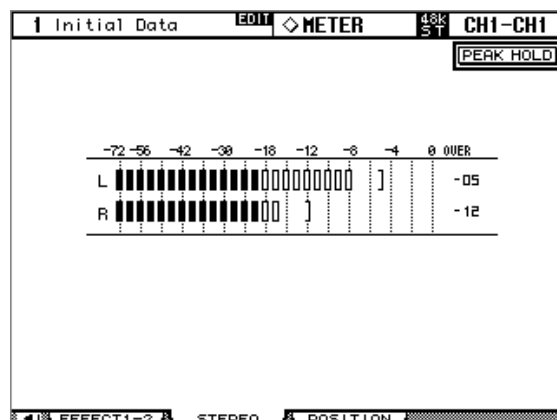 1 Initial Data EDIT ◇METER 48K ST CH1-CH1
PEAK HOLD
-72 -56 -42 -30 -18 -12 -8 -4 0 OVER
L -05
R -12
EFFECT1-2 STEREO POSITION